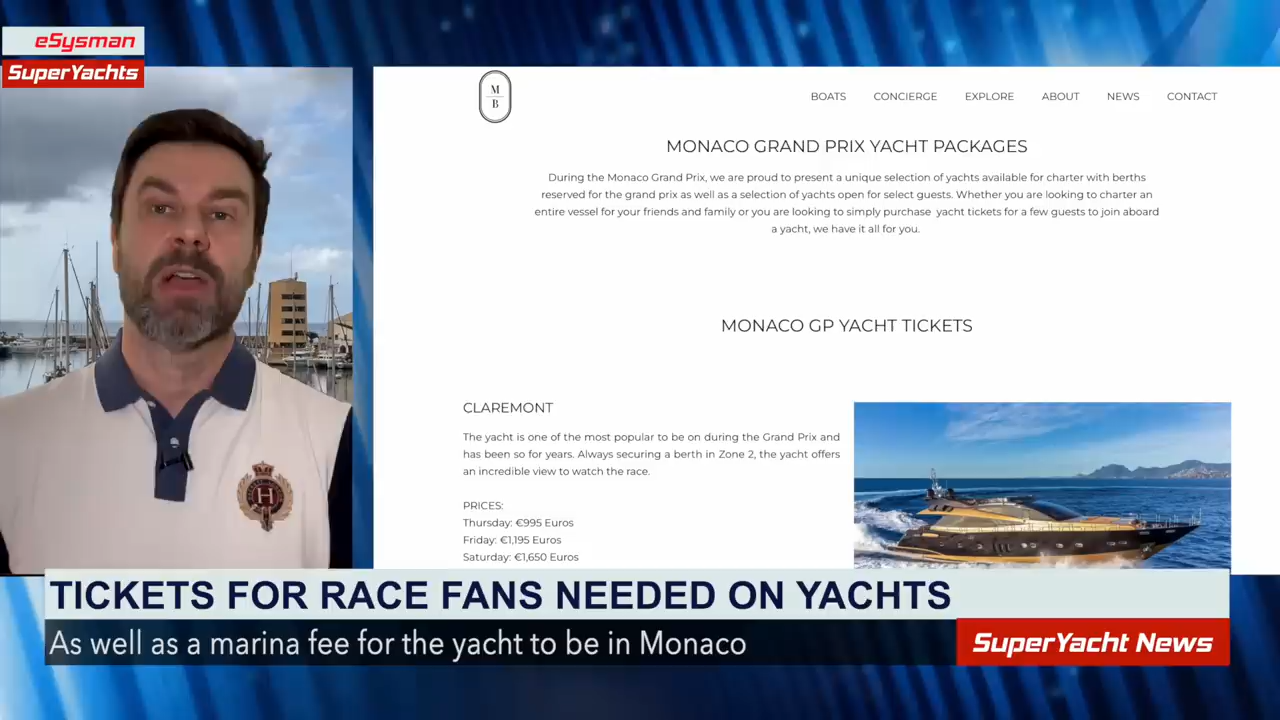 eSysman
SuperYachts
M
B
BOATS
CONCIERGE
EXPLORE
ABOUT
NEWS
CONTACT
MONACO GRAND PRIX YACHT PACKAGES
During the Monaco Grand Prix, we are proud to present a unique selection of yachts available for charter with berths
reserved for the grand prix as well as a selection of yachts open for select guests. Whether you are looking to charter an
entire vessel for your friends and family or you are looking to simply purchase yacht tickets for a few guests to join aboard
a yacht, we have it all for you.
MONACO GP YACHT TICKETS
CLAREMONT
The yacht is one of the most popular to be on during the Grand Prix and
has been so for years. Always securing a berth in Zone 2, the yacht offers
an incredible view to watch the race.
PRICES:
Thursday: €995 Euros
Friday: €1,195 Euros
Saturday: €1,650 Euros
H
TICKETS FOR RACE FANS NEEDED ON YACHTS
As well as a marina fee for the yacht to be in Monaco
SuperYacht News